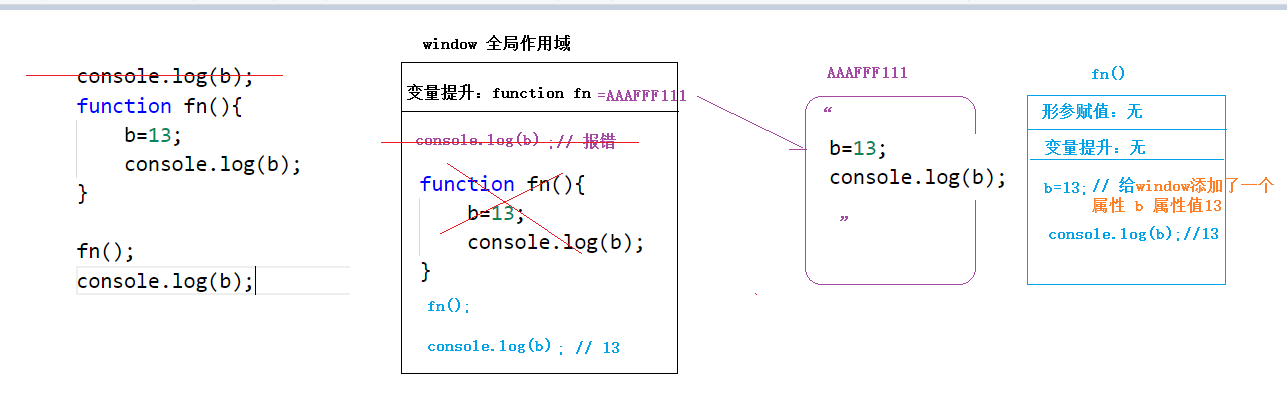 console.log(b);
function fn(){
b=13;
console.log(b);
}
fn();
console.log(b);
window 全局作用域
变量提升：function fn =AAAFFF111
console.log(b) ;// 报错
function fn(){
b=13;
console.log(b);
}
fn();
console.log(b) ; // 13
AAAFFF111
“
b=13;
console.log(b);
”
fn()
形参赋值：无
变量提升：无
b=13; // 给window添加了一个
属性 b 属性值13
console.log(b);//13